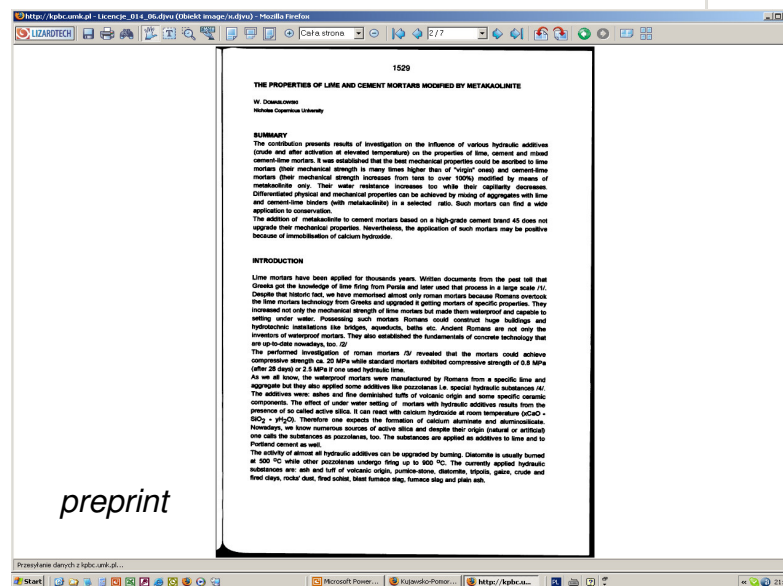 http://kpbc.umk.pl - Licencje_014_06.djvu (Obiekt image/x.djvu) - Mozilla Firefox
LIZARDTECH
Cała strona
2/7
1529
THE PROPERTIES OF LIME AND CEMENT MORTARS MODIFIED BY METAKAOLINITE
W. DOMASLOWSKI
Nicholas Copernicus University
SUMMARY
The contribution presents results of investigation on the influence of various hydraulic additives
(crude and after activation at elevated temperature) on the properties of lime, cement and mixed
cement-lime mortars. It was established that the best mechanical properties could be ascribed to lime
mortars (their mechanical strength is many times higher than of "virgin" ones) and cement-lime
mortars (their mechanical strength increases from tens to over 100%) modified by means of
metakaolinite only. Their water resistance increases too while their capillarity decreases.
Differentiated physical and mechanical properties can be achieved by mixing of aggregates with lime
and cement-lime binders (with metakaolinite) in a selected ratio. Such mortars can find a wide
application to conservation.
The addition of metakaolinite to cement mortars based on a high-grade cement brand 45 does not
upgrade their mechanical properties. Nevertheless, the application of such mortars may be positive
because of immobilisation of calcium hydroxide.
INTRODUCTION
Lime mortars have been applied for thousands years. Written documents from the past tell that
Greeks got the knowledge of lime firing from Persia and later used that process in a large scale /1/.
Despite that historic fact, we have memorised almost only roman mortars because Romans overtook
the lime mortars technology from Greeks and upgraded it getting mortars of specific properties. They
increased not only the mechanical strength of lime mortars but made them waterproof and capable to
setting under water. Possessing such mortars Romans could construct huge buildings and
hydrotechnic installations like bridges, aqueducts, baths etc. Ancient Romans are not only the
inventors of waterproof mortars. They also established the fundamentals of concrete technology that
are up-to-date nowadays, too. /2/
The performed investigation of roman mortars /3/ revealed that the mortars could achieve
compressive strength ca. 20 MPa while standard mortars exhibited compressive strength of 0.8 MPa
(after 28 days) or 2.5 MPa if one used hydraulic lime.
As we all know, the waterproof mortars were manufactured by Romans from a specific lime and
aggregate but they also applied some additives like pozzolanas i.e. special hydraulic substances /4/.
The additives were: ashes and fine deminished tuffs of volcanic origin and some specific ceramic
components. The effect of under water setting of mortars with hydraulic additives results from the
presence of so called active silica. It can react with calcium hydroxide at room temperature (xCaO •
SiO2 • yH2O). Therefore one expects the formation of calcium aluminate and aluminosilicate.
Nowadays, we know numerous sources of active silica and despite their origin (natural or artificial)
one calls the substances as pozzolanas, too. The substances are applied as additives to lime and to
Portland cement as well.
The activity of almost all hydraulic additives can be upgraded by burning. Diatomite is usually burned
at 500 °C while other pozzolanas undergo firing up to 900 °C. The currently applied hydraulic
substances are: ash and tuff of volcanic origin, pumice-stone, diatomite, tripolis, gaize, crude and
fired clays, rocks' dust, fired schist, blast furnace slag, furnace slag and plain ash.
preprint
Przesyłanie danych z kpbc.umk.pl...
Start
Microsoft Power...
Kujawsko-Pomor...
http://kpbc.u...
PL